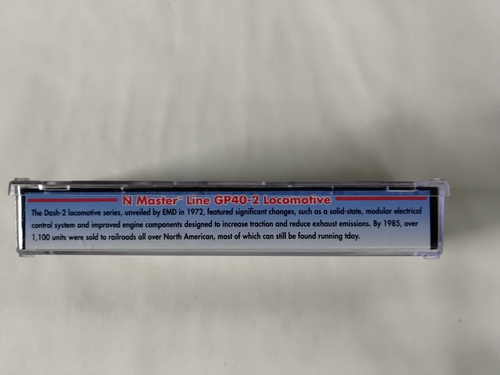 N Master™ Line GP40-2 Locomotive
The Dash-2 locomotive series, unveiled by EMD in 1972, featured significant changes, such as a solid-state, modular electrical
control system and improved engine components designed to increase traction and reduce exhaust emissions. By 1985, over
1,100 units were sold to railroads all over North American, most of which can still be found running tday.